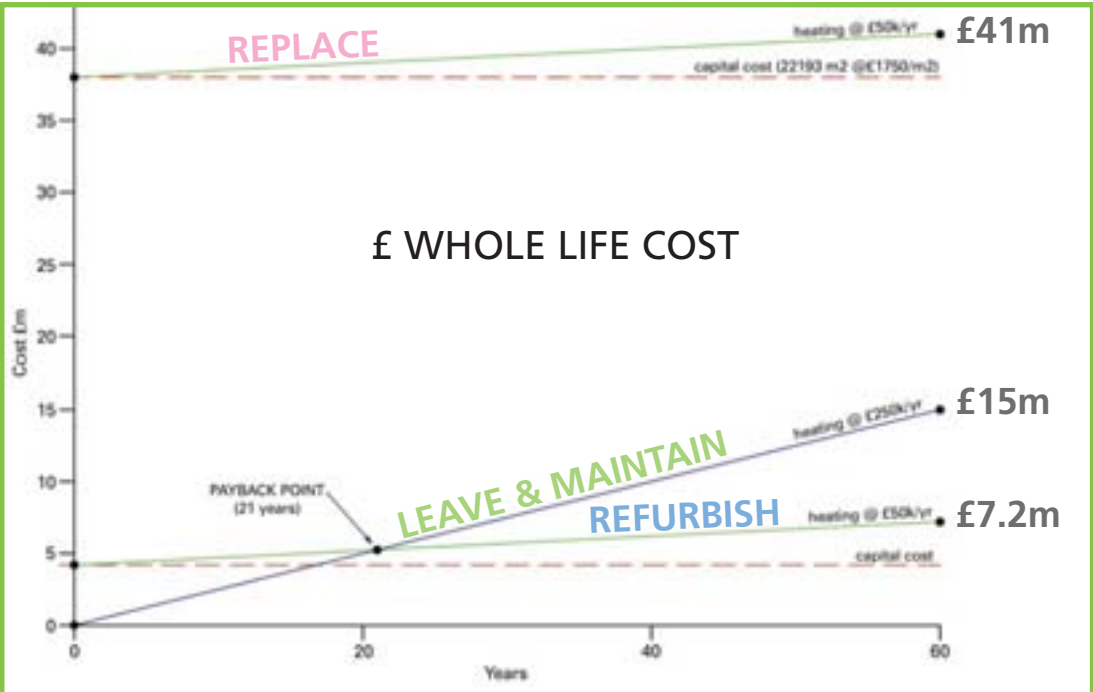 heating @ £50k/yr
£41m
REPLACE
40
capital cost (22193 m2 @£1750/m2)
35
30
£ WHOLE LIFE COST
25
20
Cost £m
£15m
15
heating @ £250k/yr
LEAVE & MAINTAIN
10
PAYBACK POINT
(21 years)
REFURBISH
heating @ £50k/yr
£7.2m
5
capital cost
0
0
20
40
60
Years